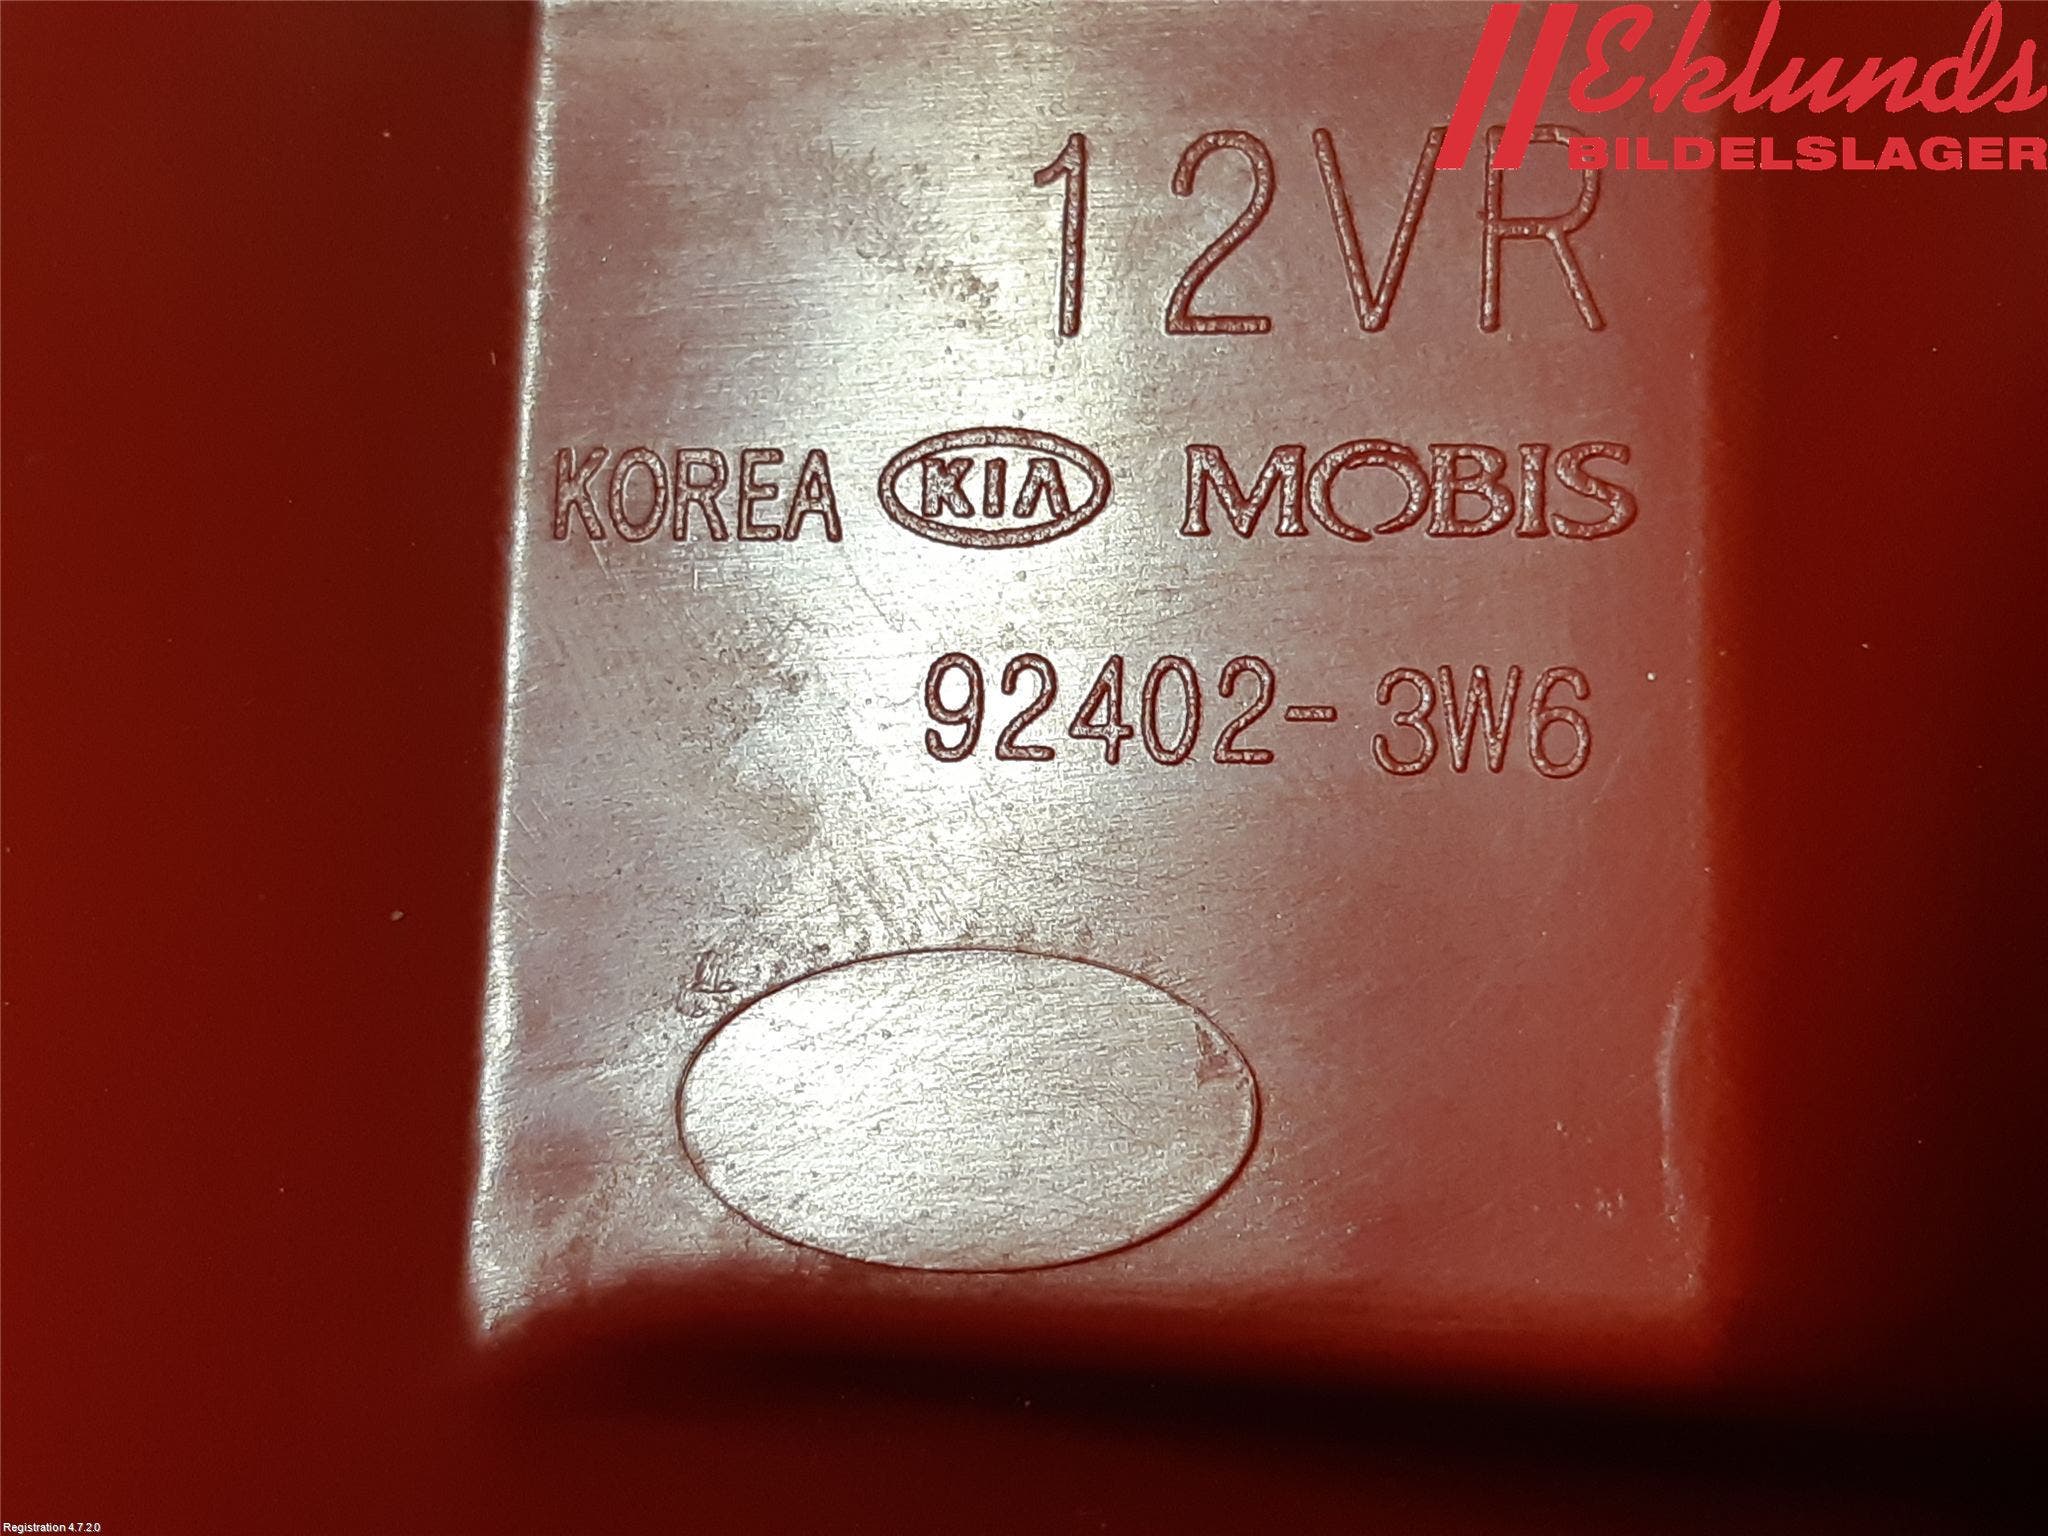 Eklunds
BILDELSLAGER
12VR
KOREA KIA MOBIS
92402-3W6
Registration 4.7.2.0